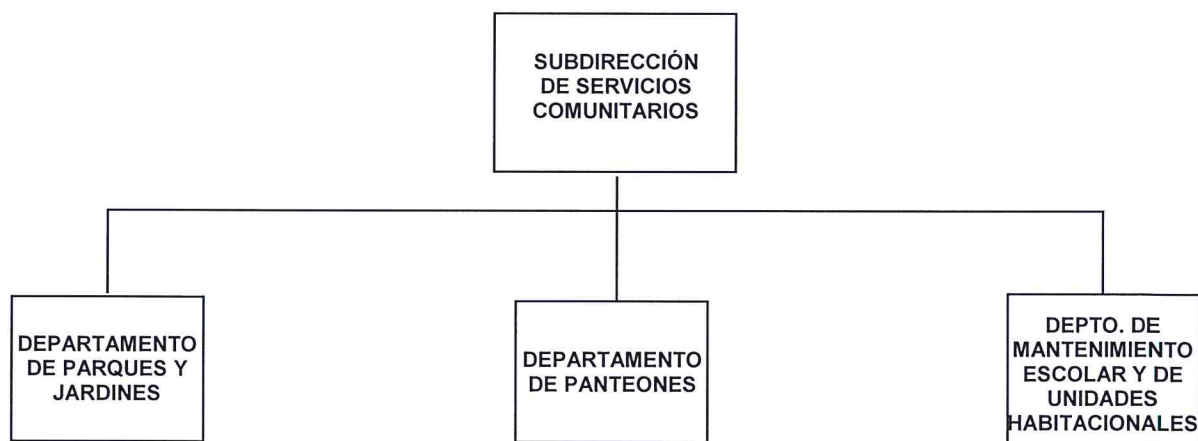 SUBDIRECCIÓN
DE SERVICIOS
COMUNITARIOS
DEPARTAMENTO
DE PARQUES Y
JARDINES
DEPARTAMENTO
DE PANTEONES
DEPTO. DE
MANTENIMIENTO
ESCOLAR Y DE
UNIDADES
HABITACIONALES